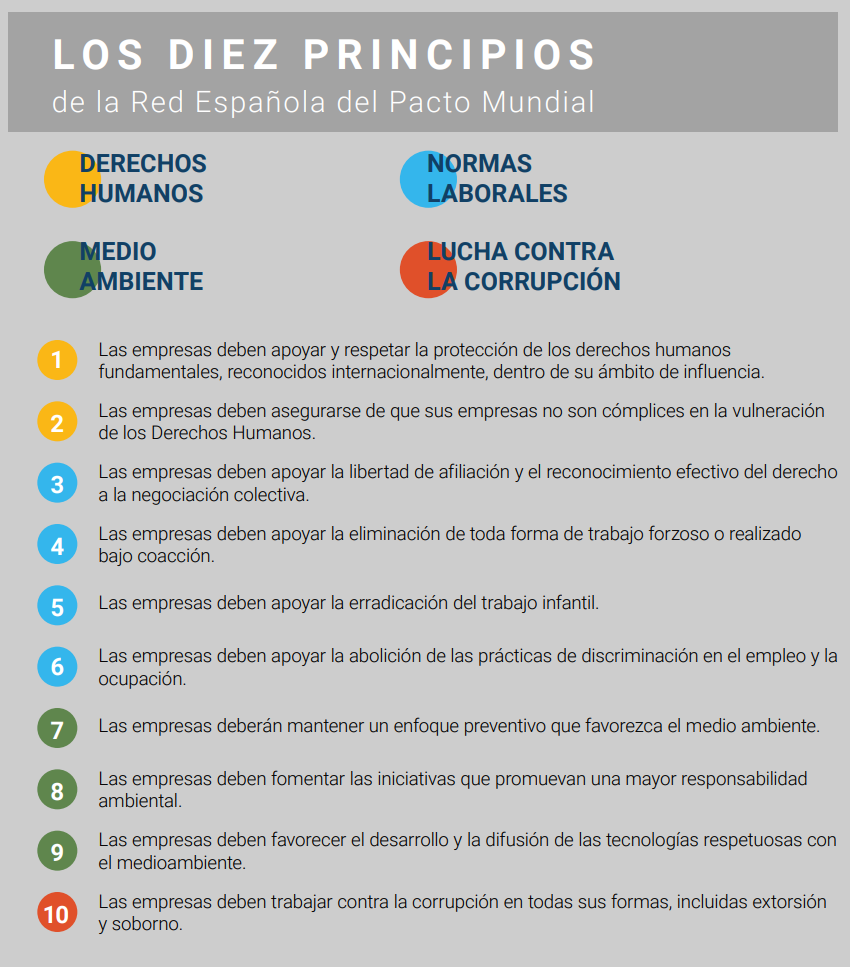 LOS DIEZ PRINCIPIOS
de la Red Española del Pacto Mundial
DERECHOS
HUMANOS
NORMAS
LABORALES
MEDIO
AMBIENTE
LUCHA CONTRA
LA CORRUPCIÓN
1 Las empresas deben apoyar y respetar la protección de los derechos humanos
fundamentales, reconocidos internacionalmente, dentro de su ámbito de influencia.
2 Las empresas deben asegurarse de que sus empresas no son cómplices en la vulneración
de los Derechos Humanos.
3 Las empresas deben apoyar la libertad de afiliación y el reconocimiento efectivo del derecho
a la negociación colectiva.
4 Las empresas deben apoyar la eliminación de toda forma de trabajo forzoso o realizado
bajo coacción.
5 Las empresas deben apoyar la erradicación del trabajo infantil.
6 Las empresas deben apoyar la abolición de las prácticas de discriminación en el empleo y la
ocupación.
7 Las empresas deberán mantener un enfoque preventivo que favorezca el medio ambiente.
8 Las empresas deben fomentar las iniciativas que promuevan una mayor responsabilidad
ambiental.
9 Las empresas deben favorecer el desarrollo y la difusión de las tecnologías respetuosas con
el medioambiente.
10 Las empresas deben trabajar contra la corrupción en todas sus formas, incluidas extorsión
y soborno.